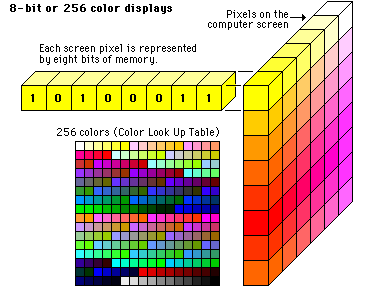 8-bit or 256 color displays
Pixels on the
computer screen
Each screen pixel is represented
by eight bits of memory.
1 0 1 0 0 0 1 1
256 colors (Color Look Up Table)